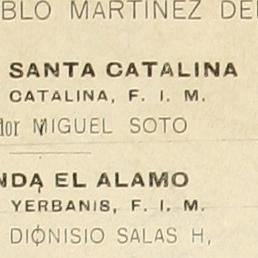 BLO MARTINEZ DE
SANTA CATALINA
CATALINA, F. I. M.
dor MIGUEL SOTO
NDA EL ALAMO
YERBANIS, F. I. M.
DIONISIO SALAS H,